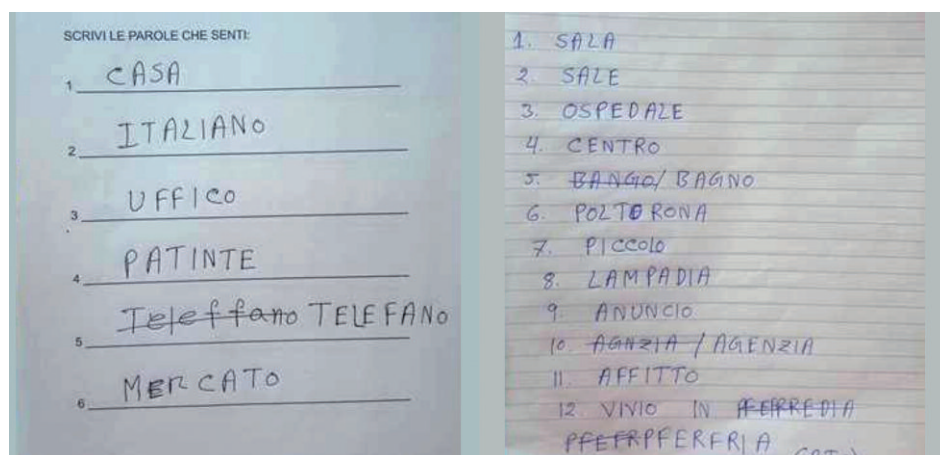 SCRIVI LE PAROLE CHE SENTI:
1 CASA
2 ITALIANO
3 UFFICO
4 PATINTE
5 Teleffano TELEFANO
6 MERCATO
1. SALA
2. SALE
3. OSPEDALE
4. CENTRO
5. BANGO/ BAGNO
6. POLTORONA
7. PICCOLO
8. LAMPADIA
9. ANUNCIO
10. AGNZIA / AGENZIA
11. AFFITTO
12 VIVIO IN